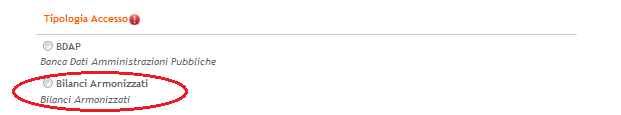 Tipologia Accesso
BDAP
Banca Dati Amministrazioni Pubbliche
Bilanci Armonizzati
Bilanci Armonizzati